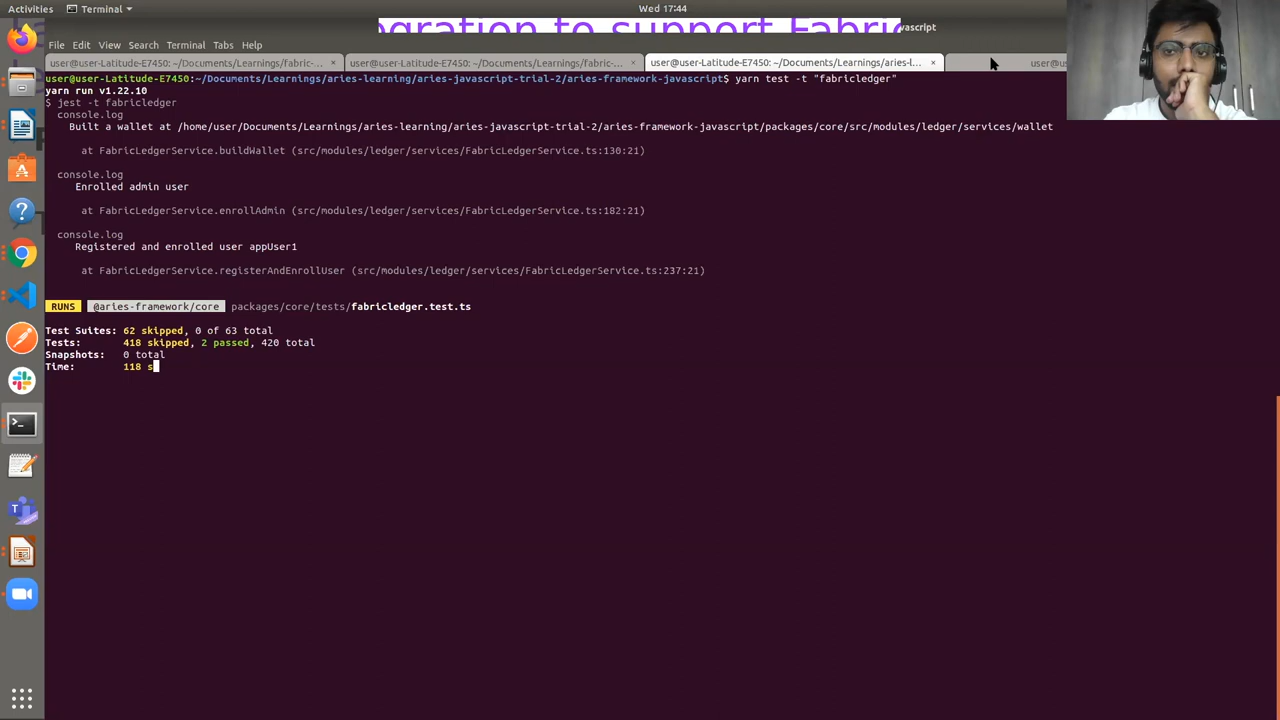 Activities
Terminal
Wed 17:44
egration to support Fabric
vascript
File Edit View Search Terminal Tabs Help
user@user-Latitude-E7450: ~/Documents/Learnings/fabric-... ×
user@user-Latitude-E7450: ~/Documents/Learnings/fabric-... ×
user@user-Latitude-E7450: ~/Documents/Learnings/aries-l... ×
user@us
user@user-Latitude-E7450:~/Documents/Learnings/aries-learning/aries-javascript-trial-2/aries-framework-javascript$ yarn test -t "fabricledger"
yarn run v1.22.10
$ jest -t fabricledger
console.log
Built a wallet at /home/user/Documents/Learnings/aries-learning/aries-javascript-trial-2/aries-framework-javascript/packages/core/src/modules/ledger/services/wallet
at FabricLedgerService.buildWallet (src/modules/ledger/services/FabricLedgerService.ts:130:21)
console.log
Enrolled admin user
at FabricLedgerService.enrollAdmin (src/modules/ledger/services/FabricLedgerService.ts:182:21)
console.log
Registered and enrolled user appUser1
at FabricLedgerService.registerAndEnrollUser (src/modules/ledger/services/FabricLedgerService.ts:237:21)
RUNS @aries-framework/core packages/core/tests/fabricledger.test.ts
Test Suites: 62 skipped, 0 of 63 total
Tests: 418 skipped, 2 passed, 420 total
Snapshots: 0 total
Time: 118 s